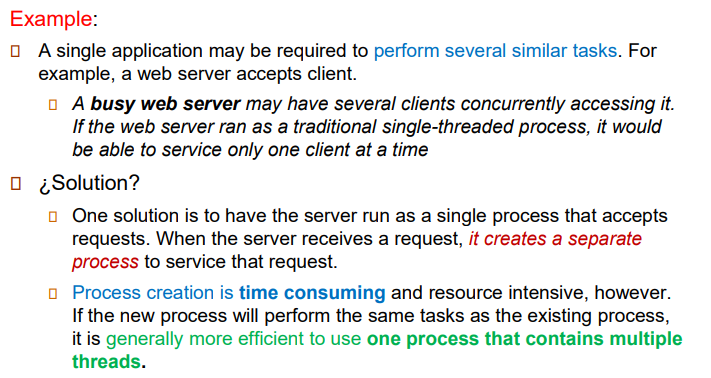 Example:
A single application may be required to perform several similar tasks. For
example, a web server accepts client.
A busy web server may have several clients concurrently accessing it.
If the web server ran as a traditional single-threaded process, it would
be able to service only one client at a time
¿Solution?
One solution is to have the server run as a single process that accepts
requests. When the server receives a request, it creates a separate
process to service that request.
Process creation is time consuming and resource intensive, however.
If the new process will perform the same tasks as the existing process,
it is generally more efficient to use one process that contains multiple
threads.